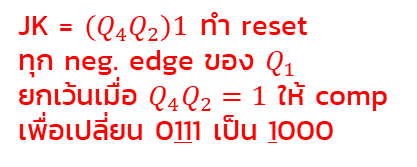 JK = (Q₄Q₂)1 ทำ reset
ทุก neg. edge ของ Q₁
ยกเว้นเมื่อ Q₄Q₂ = 1 ให้ comp
เพื่อเปลี่ยน 0111 เป็น 1000